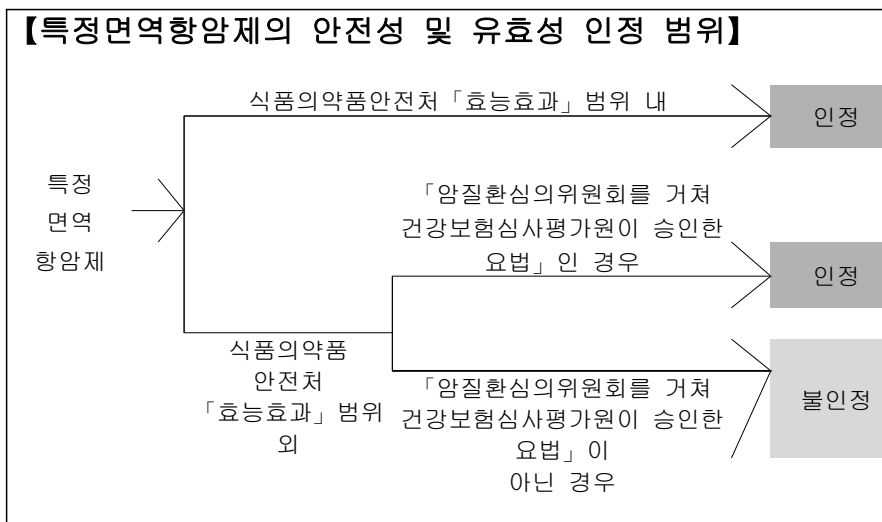 【특정면역항암제의 안전성 및 유효성 인정 범위】
식품의약품안전처「효능효과」범위 내
인정
특정
면역
항암제
「암질환심의위원회를 거쳐
건강보험심사평가원이 승인한
요법」인 경우
인정
식품의약품
안전처
「효능효과」범위
외
「암질환심의위원회를 거쳐
건강보험심사평가원이 승인한
요법」이
아닌 경우
불인정